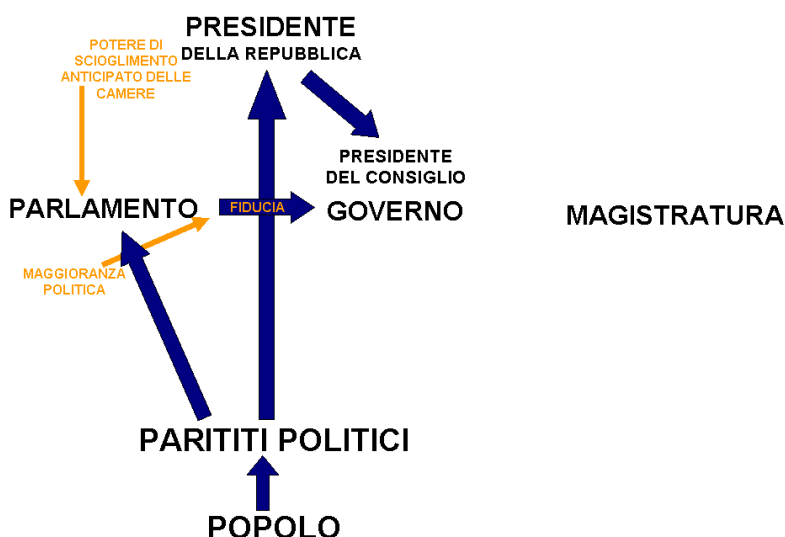 PRESIDENTE
DELLA REPUBBLICA
POTERE DI
SCIOGLIMENTO
ANTICIPATO DELLE
CAMERE
PRESIDENTE
DEL CONSIGLIO
PARLAMENTO
FIDUCIA
GOVERNO
MAGISTRATURA
MAGGIORANZA
POLITICA
PARITITI POLITICI
POPOLO